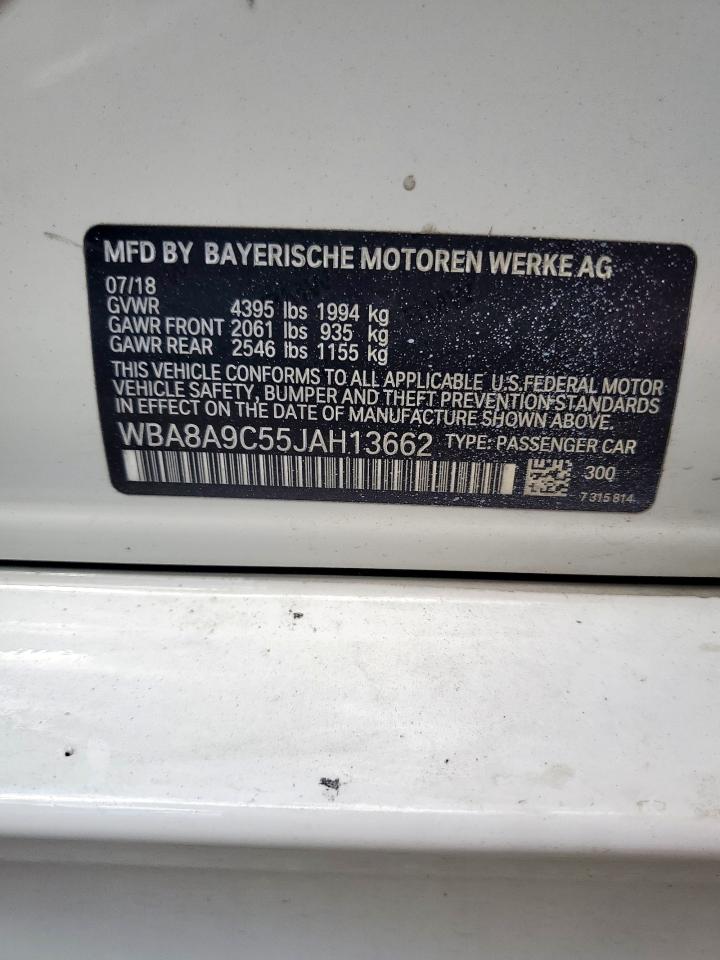 MFD BY BAYERISCHE MOTOREN WERKE AG
07/18
GVWR 4395 lbs 1994 kg
GAWR FRONT 2061 lbs 935 kg
GAWR REAR 2546 lbs 1155 kg
THIS VEHICLE CONFORMS TO ALL APPLICABLE U.S. FEDERAL MOTOR
VEHICLE SAFETY, BUMPER AND THEFT PREVENTION STANDARDS
IN EFFECT ON THE DATE OF MANUFACTURE SHOWN ABOVE.
WBA8A9C55JAH13662 TYPE: PASSENGER CAR
300
7 315 814